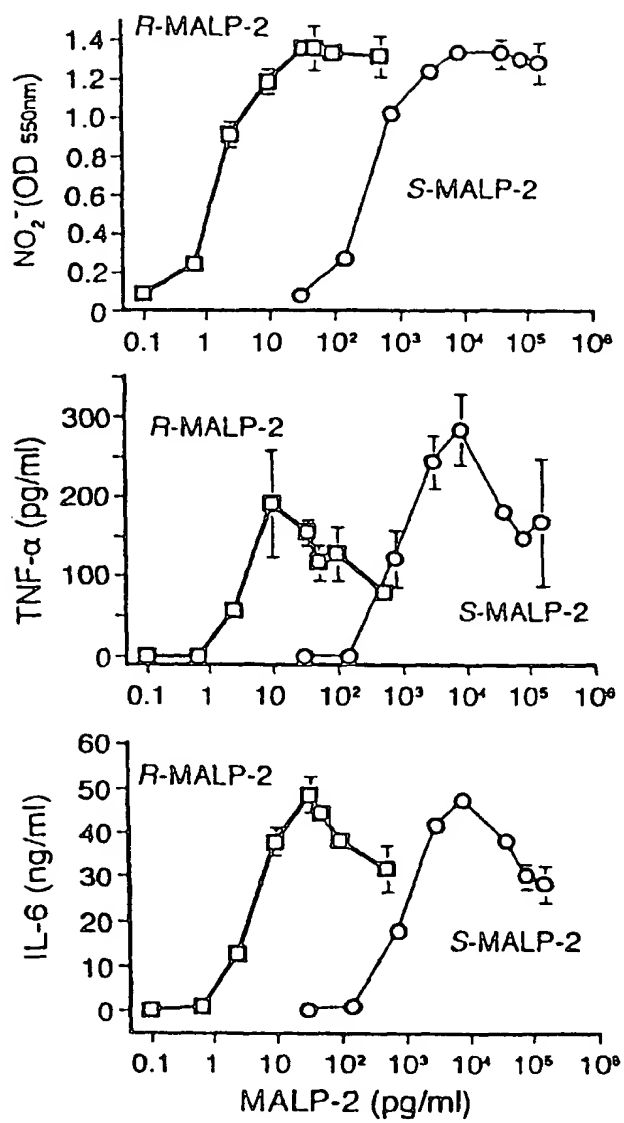 R-MALP-2
NO₂⁻ (OD 550nm)
1.4
1.2
1.0
0.8
0.6
0.4
0.2
0
S-MALP-2
0.1 1 10 10² 10³ 10⁴ 10⁵ 10⁶
TNF-α (pg/ml)
300
200
100
0
R-MALP-2
S-MALP-2
0.1 1 10 10² 10³ 10⁴ 10⁵ 10⁶
IL-6 (ng/ml)
60
50
40
30
20
10
0
R-MALP-2
S-MALP-2
0.1 1 10 10² 10³ 10⁴ 10⁵ 10⁶
MALP-2 (pg/ml)